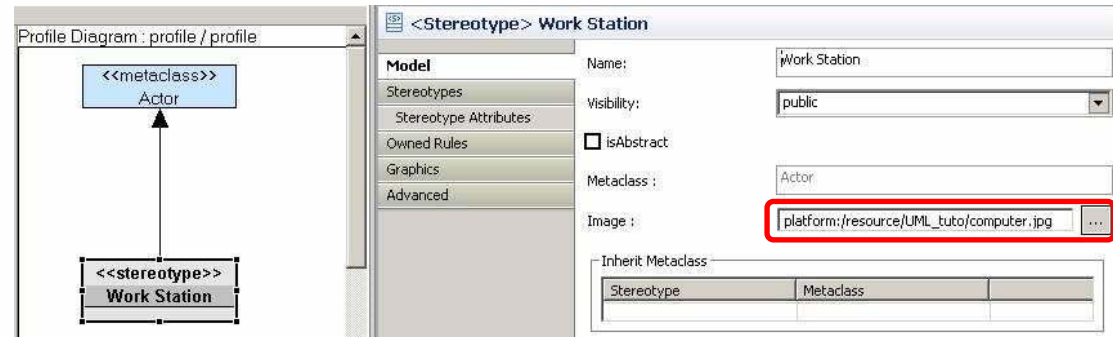 Profile Diagram : profile / profile
<<metaclass>>
Actor
<<stereotype>>
Work Station
<Stereotype> Work Station
Model
Stereotypes
Stereotype Attributes
Owned Rules
Graphics
Advanced
Name:
Work Station
Visibility:
public
isAbstract
Metaclass :
Actor
Image :
platform:/resource/UML_tuto/computer.jpg
...
Inherit Metaclass
Stereotype
Metaclass